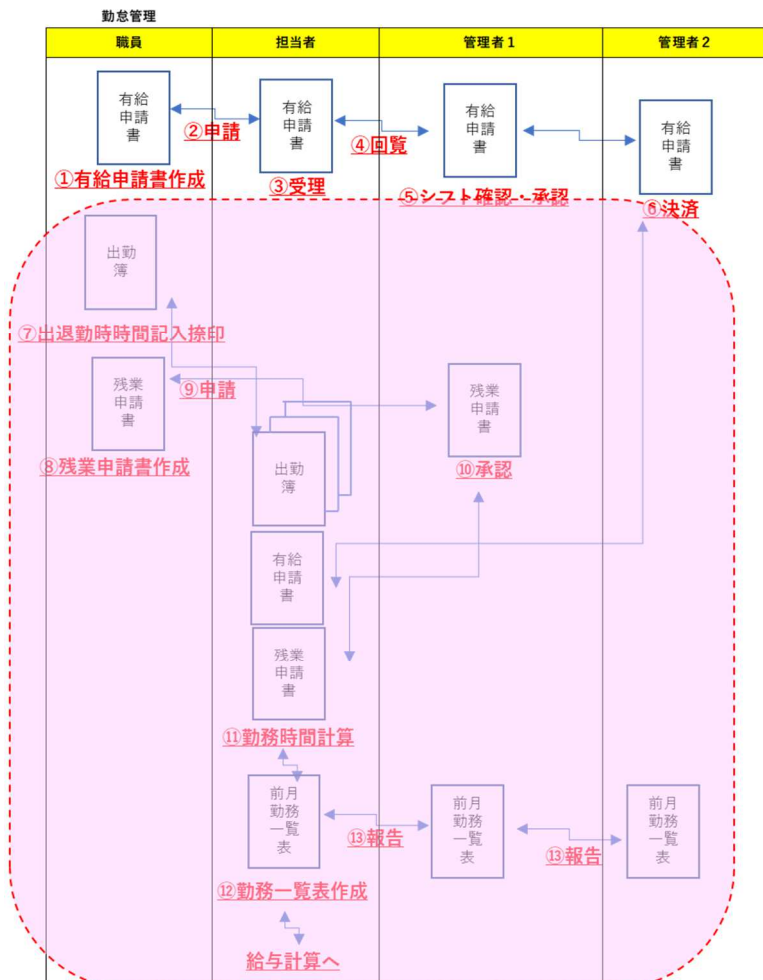 勤怠管理
職員
担当者
管理者1
管理者2
有給
申請
書
有給
申請
書
有給
申請
書
有給
申請
書
②申請
④回覧
①有給申請書作成
③受理
⑤シフト確認・承認
⑥決済
出勤
簿
⑦出退勤時時間記入捺印
残業
申請
書
⑨申請
残業
申請
書
⑧残業申請書作成
⑩承認
出勤
簿
有給
申請
書
残業
申請
書
⑪勤務時間計算
前月
勤務
一覧
表
前月
勤務
一覧
表
前月
勤務
一覧
表
⑬報告
⑬報告
⑫勤務一覧表作成
給与計算へ